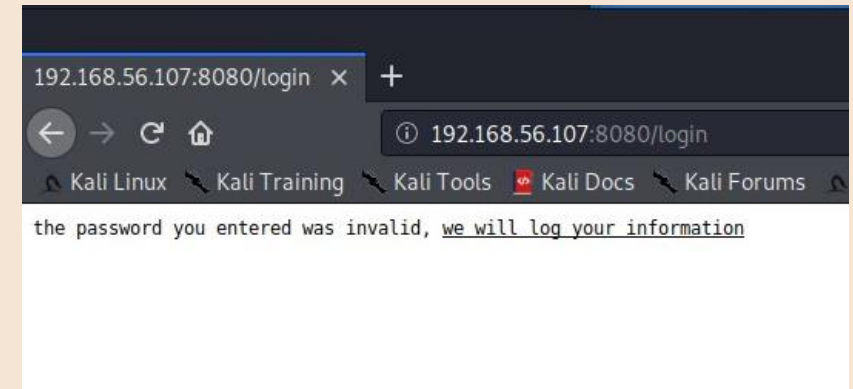 192.168.56.107:8080/login
192.168.56.107:8080/login
Kali Linux Kali Training Kali Tools Kali Docs Kali Forums
the password you entered was invalid, we will log your information